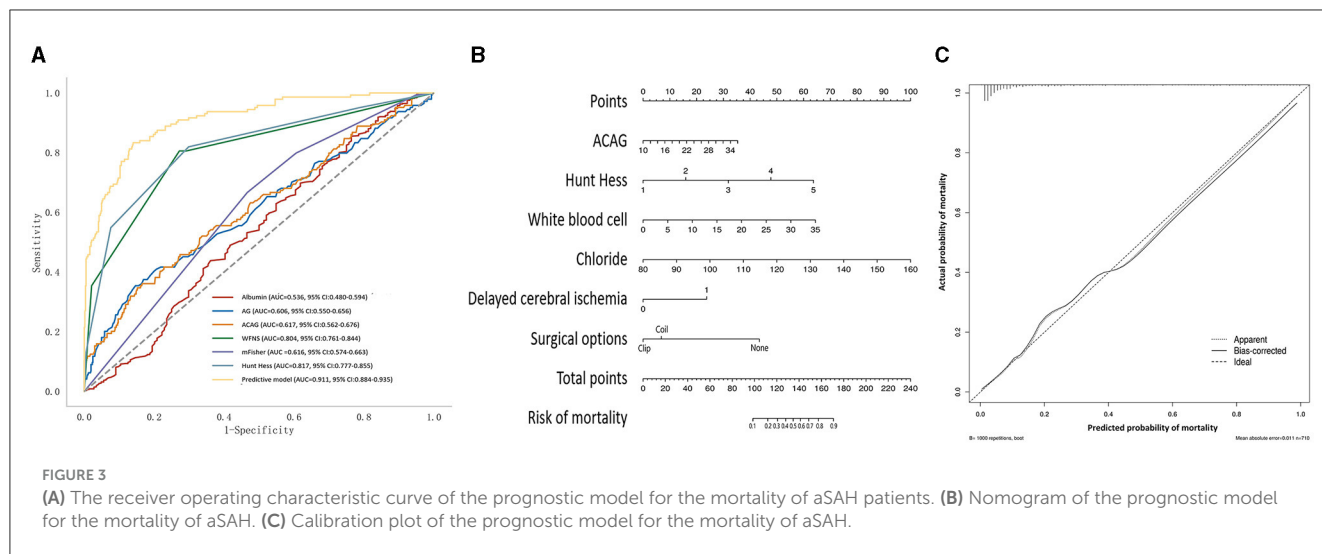 A
1.0
0.8
0.6
0.4
0.2
0.0
Sensitivity
Albumin (AUC=0.536, 95% CI:0.480-0.594)
AG (AUC=0.606, 95% CI:0.550-0.656)
ACAG (AUC=0.617, 95% CI:0.562-0.676)
WFNS (AUC=0.804, 95% CI:0.761-0.844)
mFisher (AUC =0.616, 95% CI:0.574-0.663)
Hunt Hess (AUC=0.817, 95% CI:0.777-0.855)
Predictive model (AUC=0.911, 95% CI:0.884-0.935)
0.0 0.2 0.4 0.6 0.8 1.0
1-Specificity
B
Points 0 10 20 30 40 50 60 70 80 90 100
ACAG 10 16 22 28 34
Hunt Hess 1 2 3 4 5
White blood cell 0 5 10 15 20 25 30 35
Chloride 80 90 100 110 120 130 140 150 160
Delayed cerebral ischemia 0 1
Surgical options Clip Coil None
Total points 0 20 40 60 80 100 120 140 160 180 200 220 240
Risk of mortality 0.1 0.2 0.3 0.4 0.5 0.6 0.7 0.8 0.9
C
1.0
0.8
0.6
0.4
0.2
0.0
Actual probability of mortality
Apparent
Bias-corrected
Ideal
0.0 0.2 0.4 0.6 0.8 1.0
Predicted probability of mortality
B= 1000 repetitions, boot
Mean absolute error=0.011 n=710
FIGURE 3
(A) The receiver operating characteristic curve of the prognostic model for the mortality of aSAH patients. (B) Nomogram of the prognostic model
for the mortality of aSAH. (C) Calibration plot of the prognostic model for the mortality of aSAH.